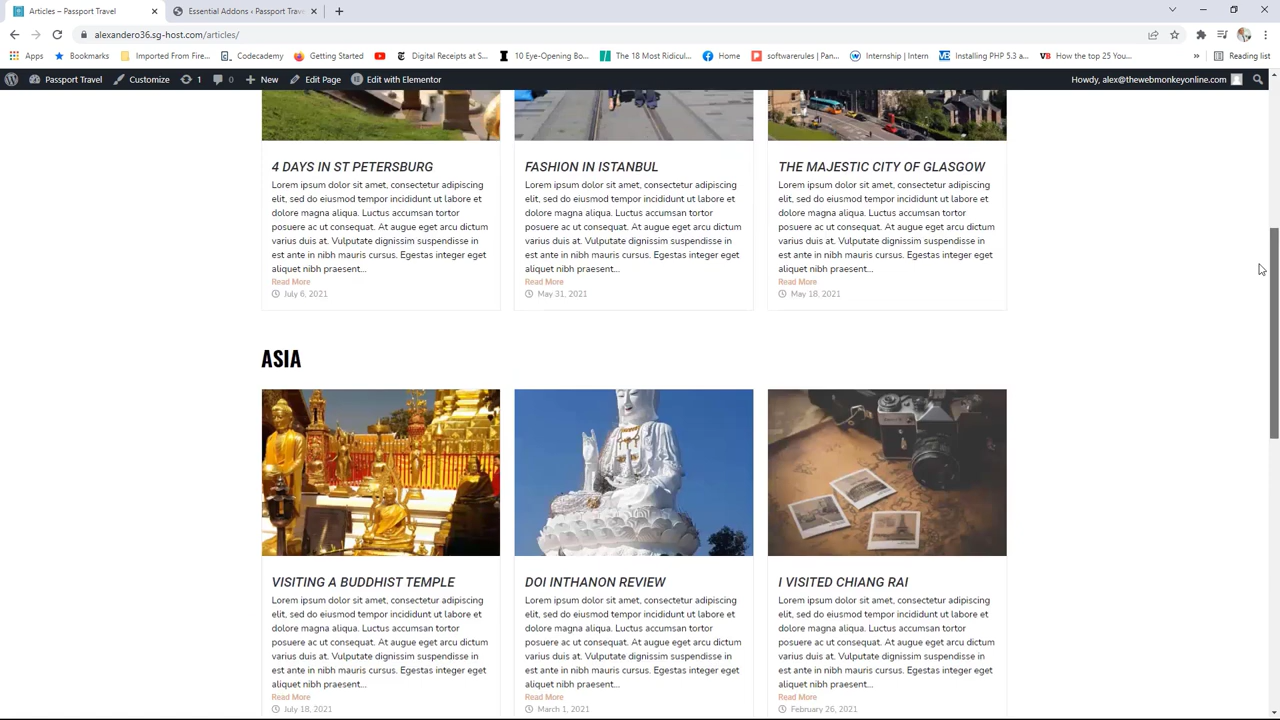 Articles – Passport Travel
Essential Addons ‹ Passport Trave
alexandero36.sg-host.com/articles/
Apps
Bookmarks
Imported From Fire...
Codecademy
Getting Started
Digital Receipts at S...
10 Eye-Opening Bo...
The 18 Most Ridicul...
Home
softwarerules | Pan...
Internship | Intern
Installing PHP 5.3 a...
How the top 25 You...
»
Reading list
Passport Travel
Customize
1
0
New
Edit Page
Edit with Elementor
Howdy, alex@thewebmonkeyonline.com
4 DAYS IN ST PETERSBURG
Lorem ipsum dolor sit amet, consectetur adipiscing
elit, sed do eiusmod tempor incididunt ut labore et
dolore magna aliqua. Luctus accumsan tortor
posuere ac ut consequat. At augue eget arcu dictum
varius duis at. Vulputate dignissim suspendisse in
est ante in nibh mauris cursus. Egestas integer eget
aliquet nibh praesent...
Read More
July 6, 2021
FASHION IN ISTANBUL
Lorem ipsum dolor sit amet, consectetur adipiscing
elit, sed do eiusmod tempor incididunt ut labore et
dolore magna aliqua. Luctus accumsan tortor
posuere ac ut consequat. At augue eget arcu dictum
varius duis at. Vulputate dignissim suspendisse in
est ante in nibh mauris cursus. Egestas integer eget
aliquet nibh praesent...
Read More
May 31, 2021
THE MAJESTIC CITY OF GLASGOW
Lorem ipsum dolor sit amet, consectetur adipiscing
elit, sed do eiusmod tempor incididunt ut labore et
dolore magna aliqua. Luctus accumsan tortor
posuere ac ut consequat. At augue eget arcu dictum
varius duis at. Vulputate dignissim suspendisse in
est ante in nibh mauris cursus. Egestas integer eget
aliquet nibh praesent...
Read More
May 18, 2021
ASIA
VISITING A BUDDHIST TEMPLE
Lorem ipsum dolor sit amet, consectetur adipiscing
elit, sed do eiusmod tempor incididunt ut labore et
dolore magna aliqua. Luctus accumsan tortor
posuere ac ut consequat. At augue eget arcu dictum
varius duis at. Vulputate dignissim suspendisse in
est ante in nibh mauris cursus. Egestas integer eget
aliquet nibh praesent...
Read More
July 18, 2021
DOI INTHANON REVIEW
Lorem ipsum dolor sit amet, consectetur adipiscing
elit, sed do eiusmod tempor incididunt ut labore et
dolore magna aliqua. Luctus accumsan tortor
posuere ac ut consequat. At augue eget arcu dictum
varius duis at. Vulputate dignissim suspendisse in
est ante in nibh mauris cursus. Egestas integer eget
aliquet nibh praesent...
Read More
March 1, 2021
I VISITED CHIANG RAI
Lorem ipsum dolor sit amet, consectetur adipiscing
elit, sed do eiusmod tempor incididunt ut labore et
dolore magna aliqua. Luctus accumsan tortor
posuere ac ut consequat. At augue eget arcu dictum
varius duis at. Vulputate dignissim suspendisse in
est ante in nibh mauris cursus. Egestas integer eget
aliquet nibh praesent...
Read More
February 26, 2021